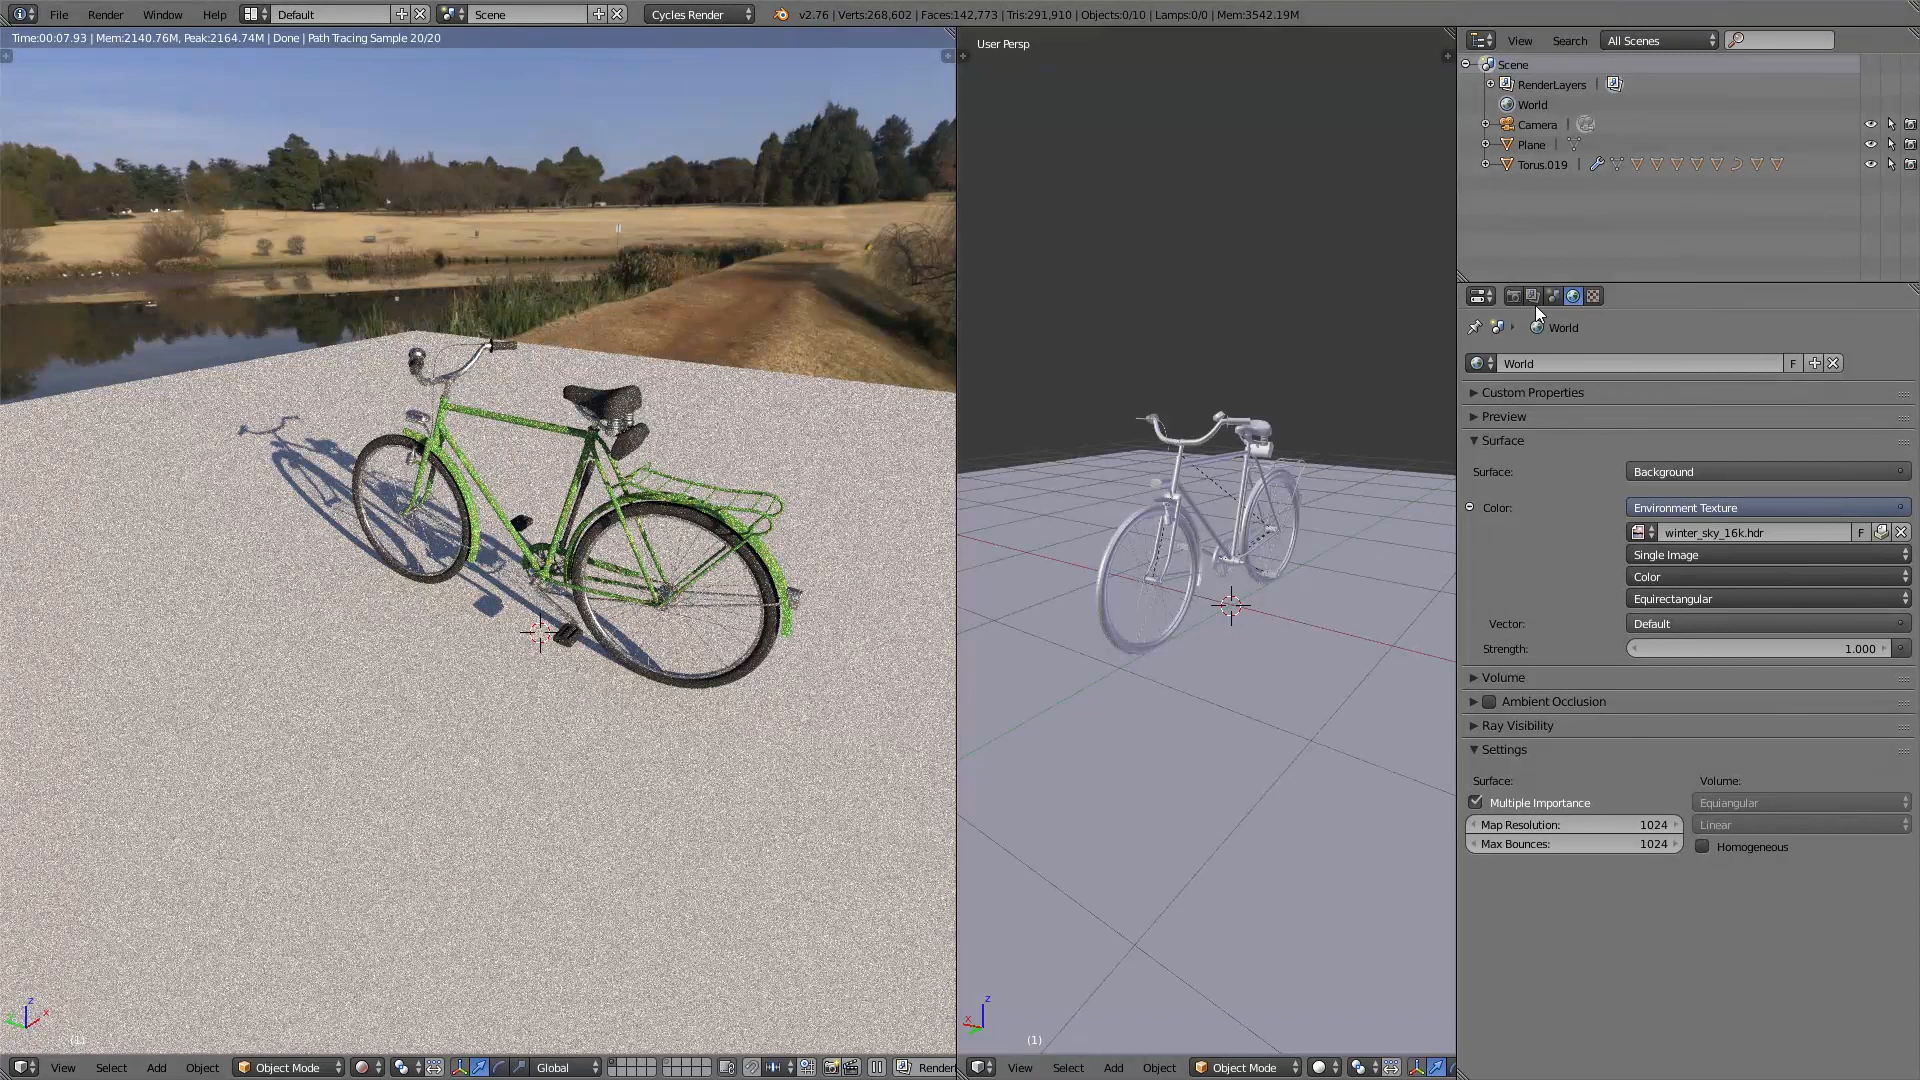 File Render Window Help Default Scene Cycles Render v2.76 | Verts:268,602 | Faces:142,773 | Tris:291,910 | Objects:0/10 | Lamps:0/0 | Mem:3542.19M
Time:00:07.93 | Mem:2140.76M, Peak:2164.74M | Done | Path Tracing Sample 20/20
User Persp
View Search All Scenes
Scene
RenderLayers
World
Camera
Plane
Torus.019
World
World F
Custom Properties
Preview
Surface
Surface: Background
Color: Environment Texture
winter_sky_16k.hdr F
Single Image
Color
Equirectangular
Vector: Default
Strength: 1.000
Volume
Ambient Occlusion
Ray Visibility
Settings
Surface: Volume:
Multiple Importance Equiangular
Map Resolution: 1024 Linear
Max Bounces: 1024 Homogeneous
z
x
(1)
z
x
(1)
View Select Add Object Object Mode Global Render
View Select Add Object Object Mode